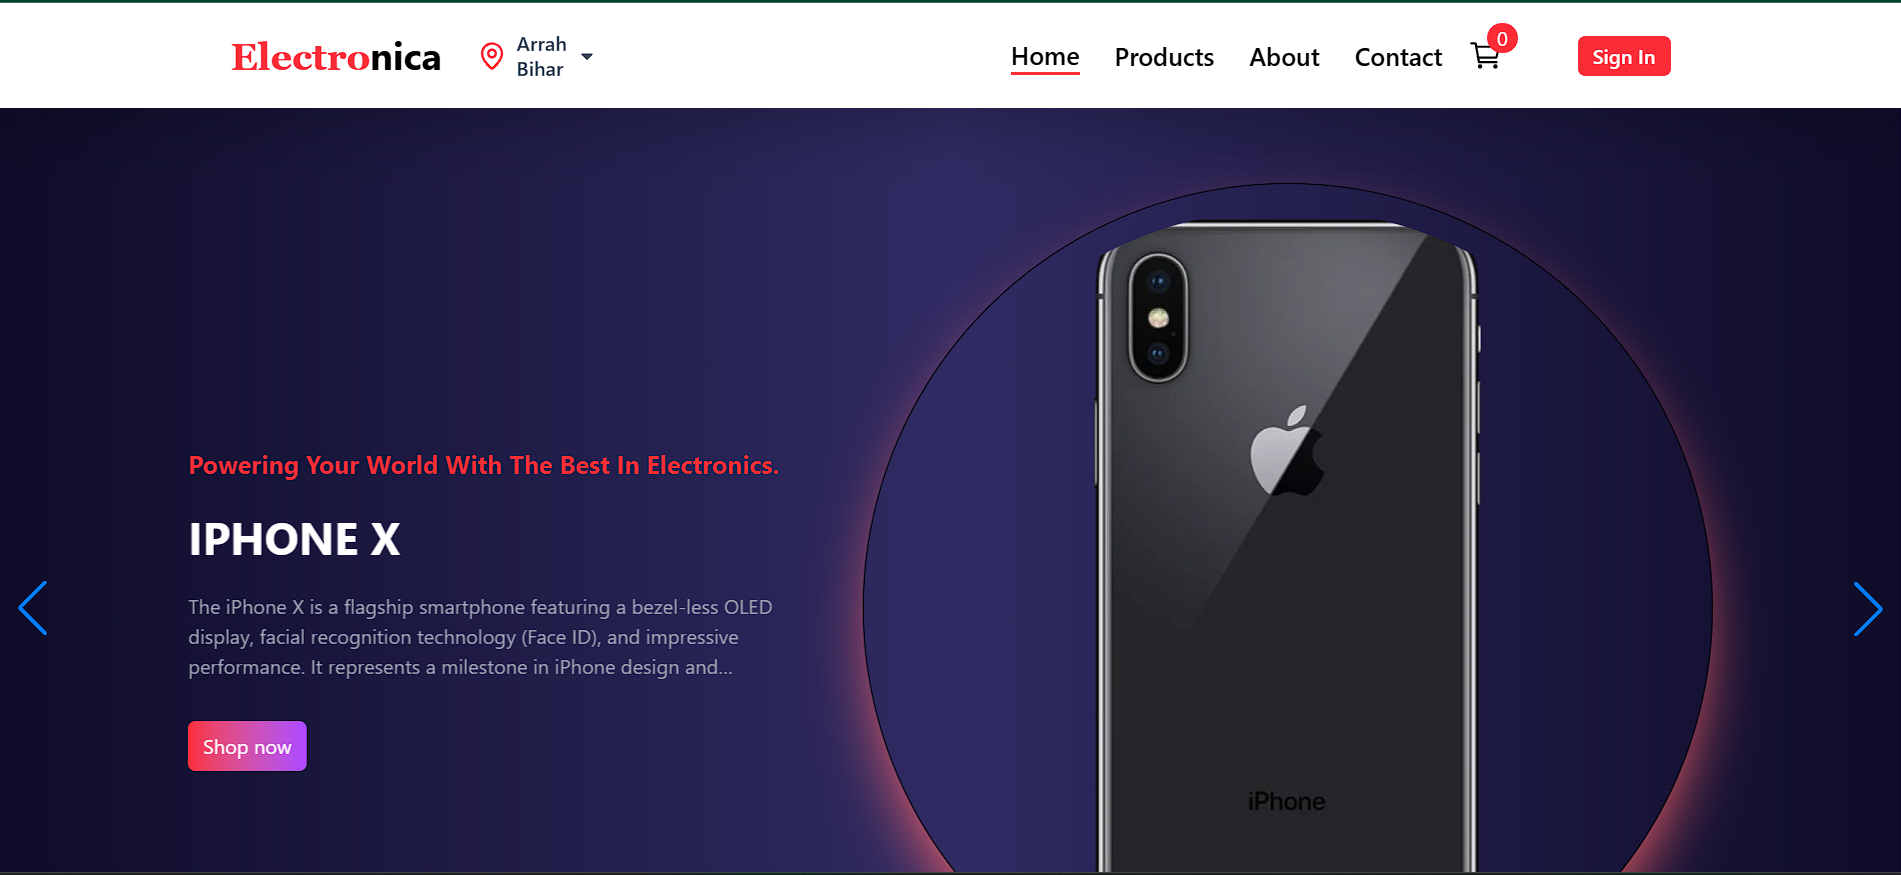 Electronica
Arrah
Bihar
Home
Products
About
Contact
0
Sign In
Powering Your World With The Best In Electronics.
IPHONE X
The iPhone X is a flagship smartphone featuring a bezel-less OLED
display, facial recognition technology (Face ID), and impressive
performance. It represents a milestone in iPhone design and...
Shop now
iPhone